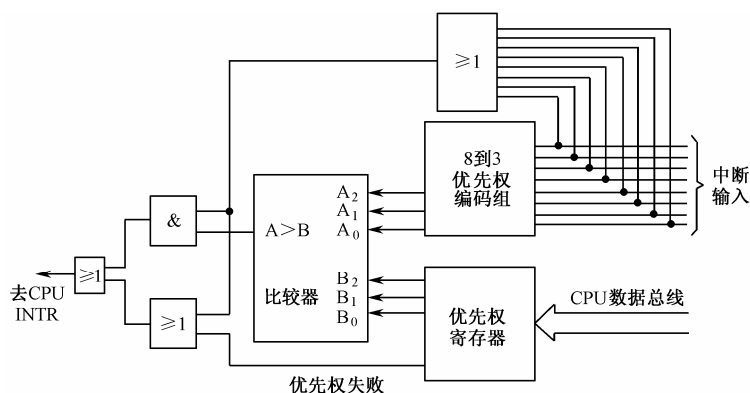 ≥1
8到3
优先权
编码组
中断
输入
A₂
A₁
A₀
&
A>B
≥1
去CPU
INTR
≥1
比较器
B₂
B₁
B₀
优先权
寄存器
CPU数据总线
优先权失败